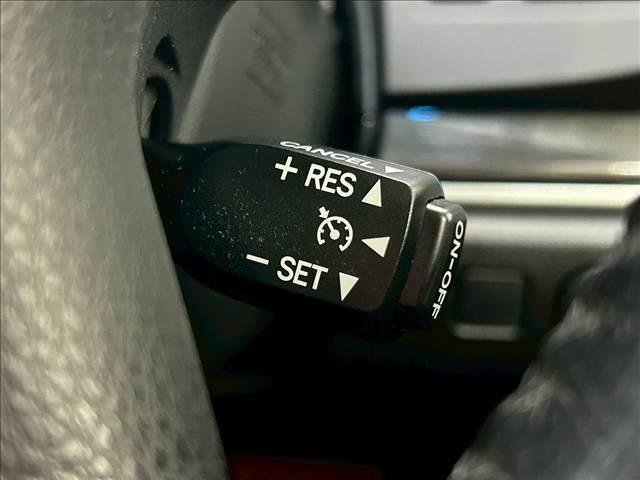 CANCEL ▼
+ RES ▲
− SET ▼
ON-OFF